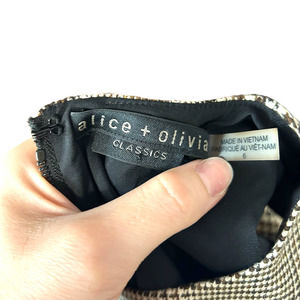 alice + olivia
CLASSICS
MADE IN VIETNAM
FABRIQUÉ AU VIÊT-NAM
6